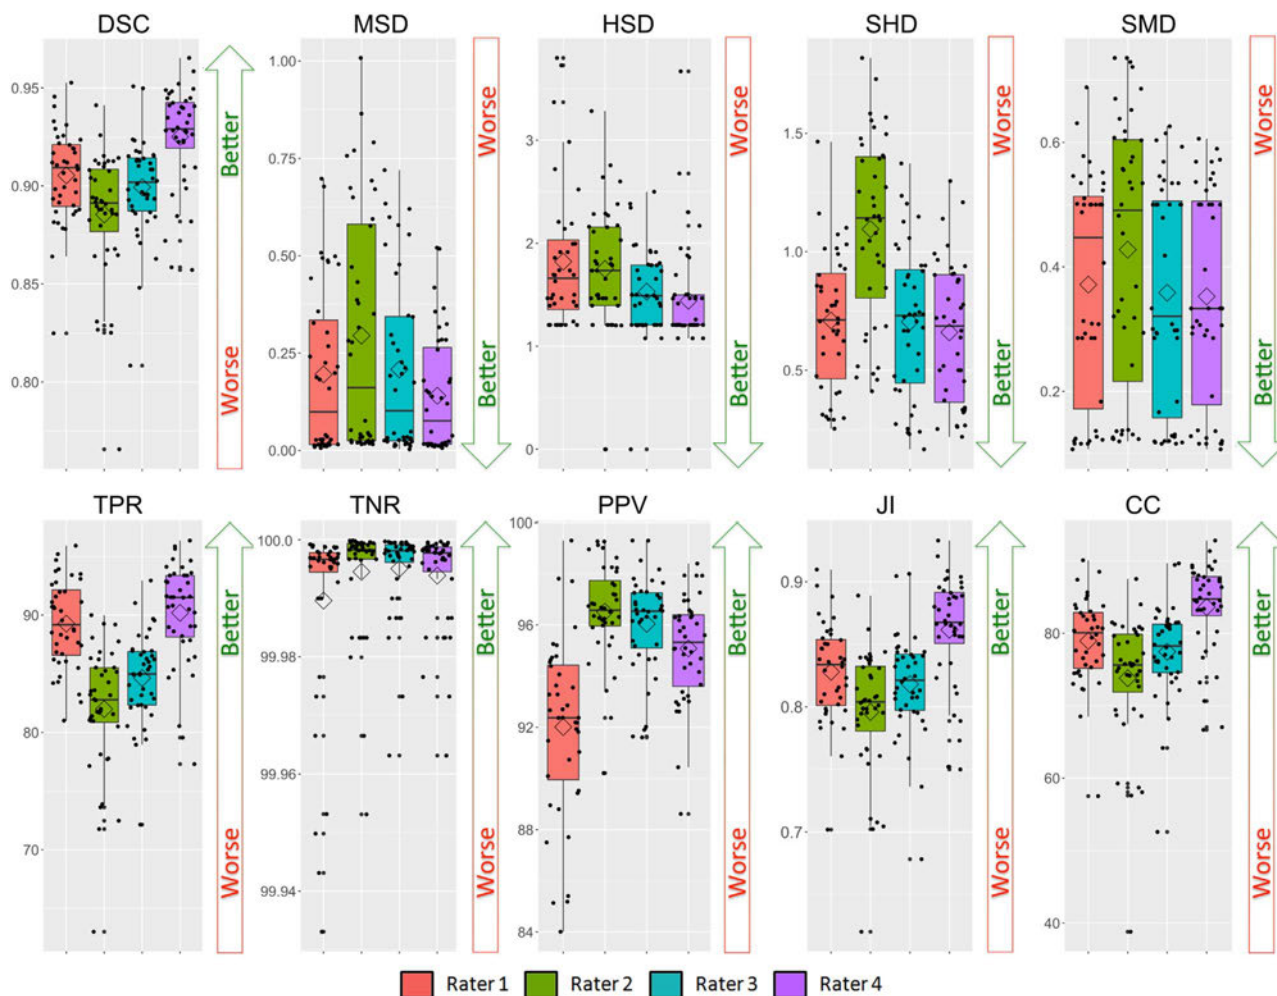 DSC MSD HSD SHD SMD
0.95
0.90
0.85
0.80
Better
Worse
1.00
0.75
0.50
0.25
0.00
Worse
Better
3
2
1
0
Worse
Better
1.5
1.0
0.5
Worse
Better
0.6
0.4
0.2
Worse
Better
TPR TNR PPV JI CC
90
80
70
Better
Worse
100.0
99.98
99.96
99.94
Better
Worse
100
96
92
88
84
Better
Worse
0.9
0.8
0.7
Better
Worse
80
60
40
Better
Worse
Rater 1 Rater 2 Rater 3 Rater 4